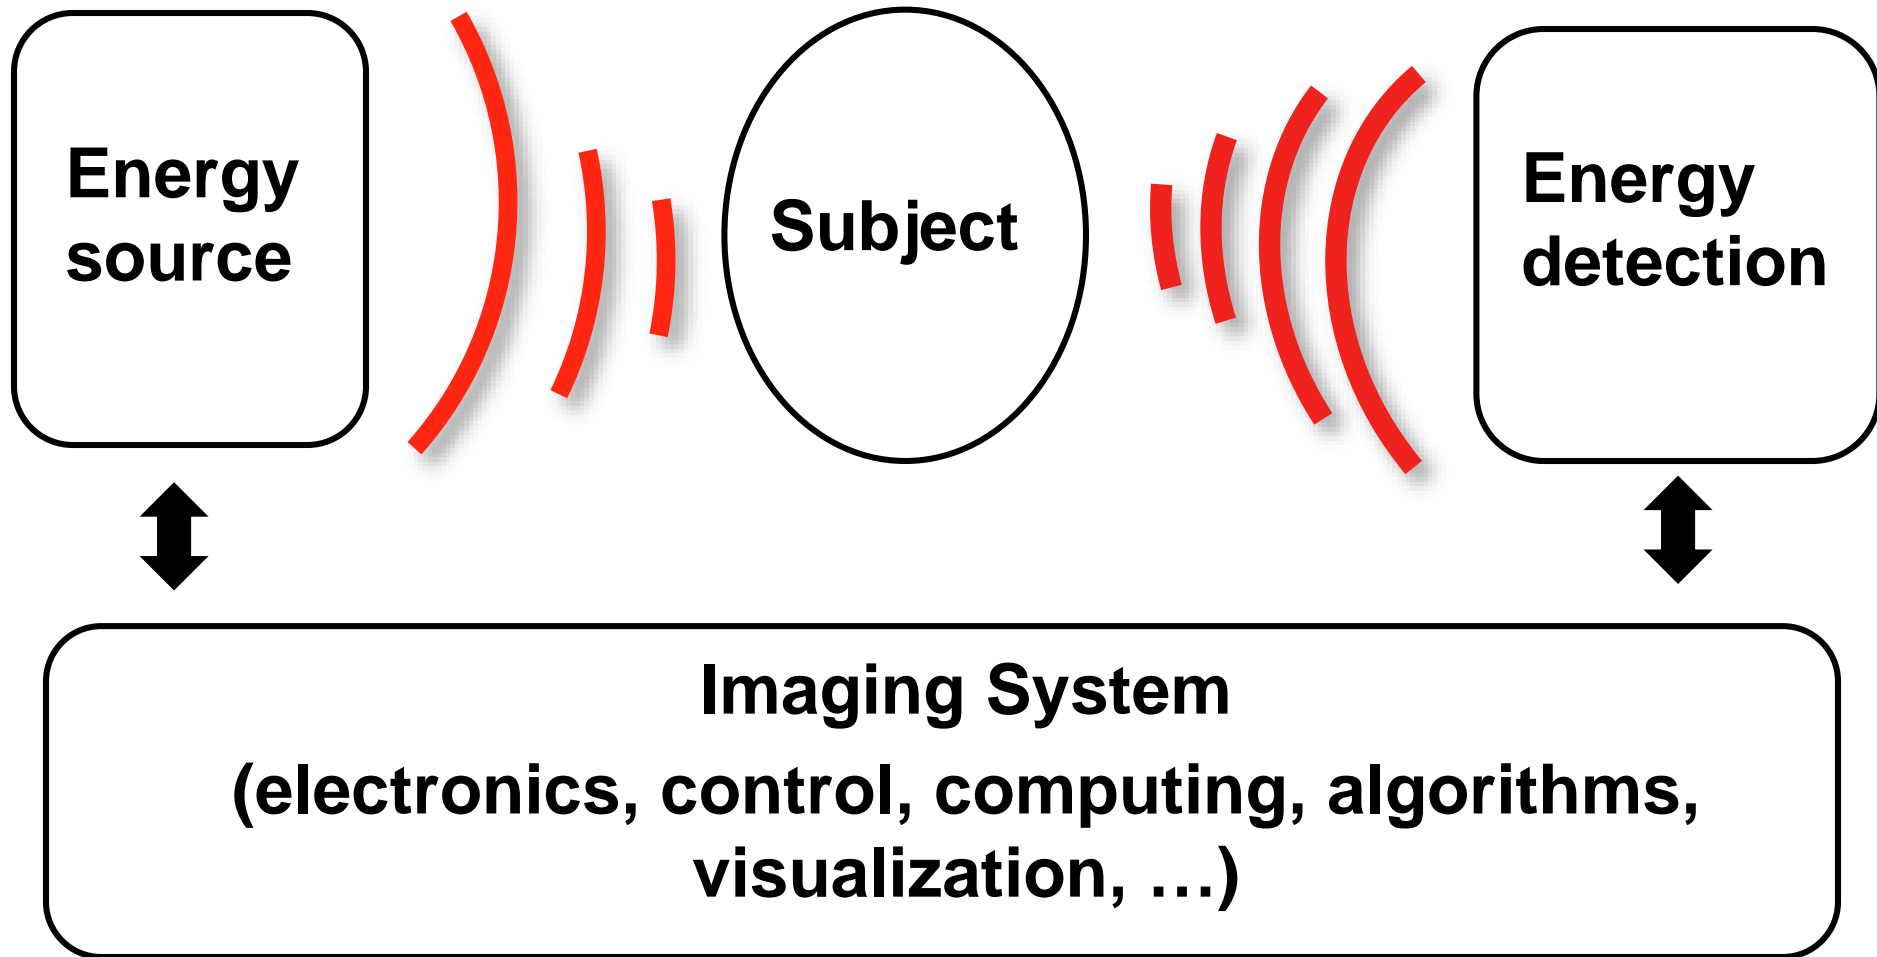 Energy
source
Subject
Energy
detection
Imaging System
(electronics, control, computing, algorithms,
visualization, …)